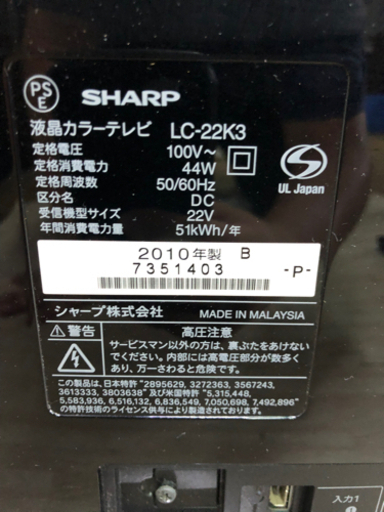 PS
E
SHARP
液晶カラーテレビ LC-22K3
定格電圧 100V～
定格消費電力 44W
定格周波数 50/60Hz
区分名 DC
受信機型サイズ 22V
年間消費電力量 51kWh/年
UL Japan
2010年製 B
7351403 -P-
シャープ株式会社 MADE IN MALAYSIA
警告 高圧注意
サービスマン以外の方は、裏ぶたをあけない
でください。内部には高電圧部分が数多く
あり、万一さわると危険です。
この製品は、日本特許 "2895629, 3272363, 3567243,
3613333, 3803638" 及び米国特許 "5,315,448,
5,583,936, 6,516,132, 6,836,549, 7,050,698, 7,492,896"
の特許技術のライセンス供与により製造されています。
入力1